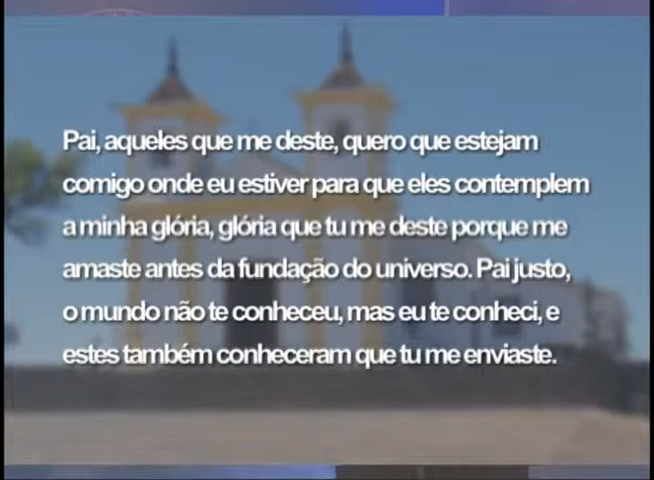 Pai, aqueles que me deste, quero que estejam
comigo onde eu estiver para que eles contemplem
a minha glória, glória que tu me deste porque me
amaste antes da fundação do universo. Pai justo,
o mundo não te conheceu, mas eu te conheci, e
estes também conheceram que tu me enviaste.